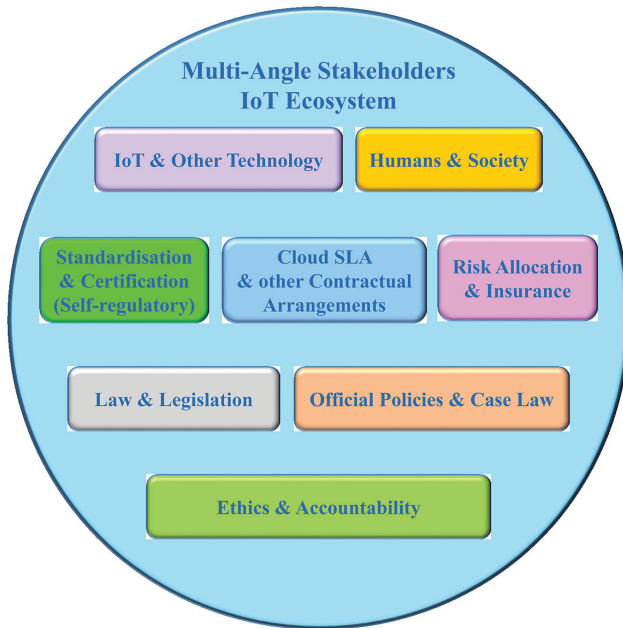 Multi-Angle Stakeholders
IoT Ecosystem
IoT & Other Technology
Humans & Society
Standardisation
& Certification
(Self-regulatory)
Cloud SLA
& other Contractual
Arrangements
Risk Allocation
& Insurance
Law & Legislation
Official Policies & Case Law
Ethics & Accountability